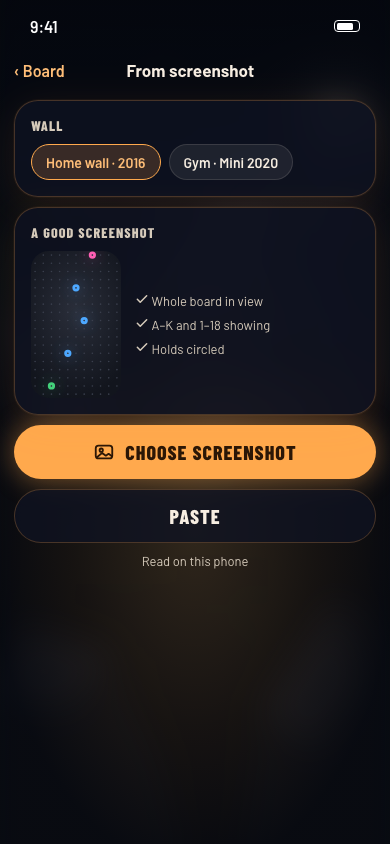 9:41
‹ Board
From screenshot
WALL
Home wall · 2016
Gym · Mini 2020
A GOOD SCREENSHOT
Whole board in view
A–K and 1–18 showing
Holds circled
CHOOSE SCREENSHOT
PASTE
Read on this phone